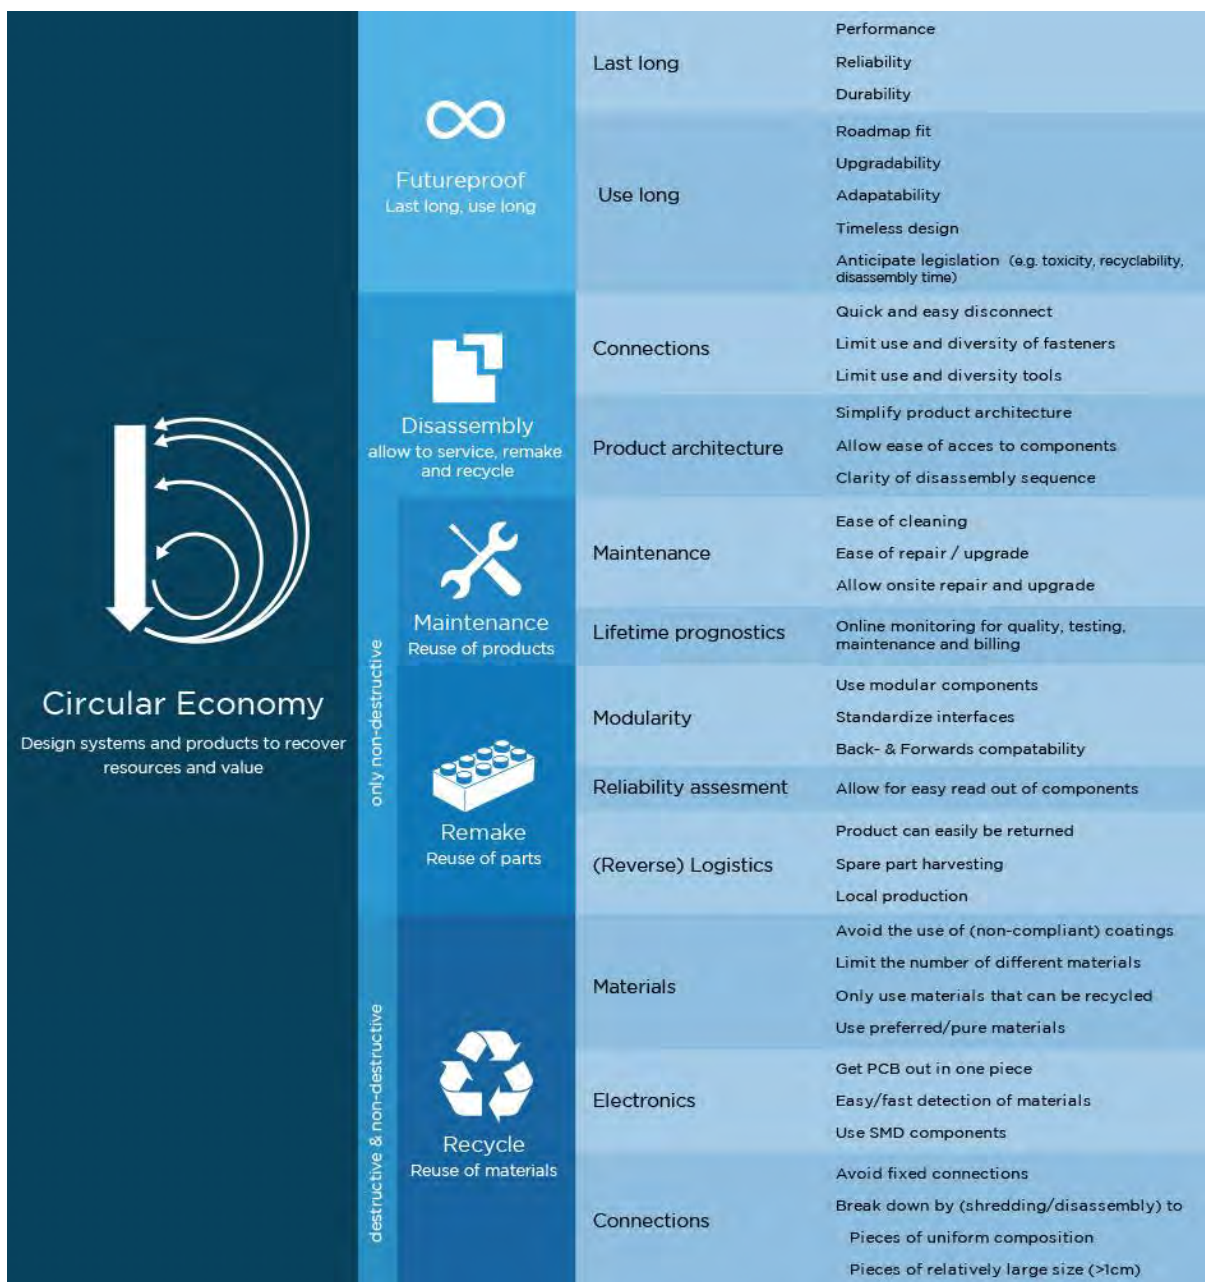 Circular Economy
Design systems and products to recover
resources and value
Futureproof
Last long, use long
Last long
Performance
Reliability
Durability
Use long
Roadmap fit
Upgradability
Adapatability
Timeless design
Anticipate legislation (e.g. toxicity, recyclability,
disassembly time)
Disassembly
allow to service, remake
and recycle
Connections
Quick and easy disconnect
Limit use and diversity of fasteners
Limit use and diversity tools
Product architecture
Simplify product architecture
Allow ease of acces to components
Clarity of disassembly sequence
only non-destructive
Maintenance
Reuse of products
Maintenance
Ease of cleaning
Ease of repair / upgrade
Allow onsite repair and upgrade
Lifetime prognostics
Online monitoring for quality, testing,
maintenance and billing
Remake
Reuse of parts
Modularity
Use modular components
Standardize interfaces
Back- & Forwards compatability
Reliability assesment
Allow for easy read out of components
(Reverse) Logistics
Product can easily be returned
Spare part harvesting
Local production
destructive & non-destructive
Recycle
Reuse of materials
Materials
Avoid the use of (non-compliant) coatings
Limit the number of different materials
Only use materials that can be recycled
Use preferred/pure materials
Electronics
Get PCB out in one piece
Easy/fast detection of materials
Use SMD components
Connections
Avoid fixed connections
Break down by (shredding/disassembly) to
Pieces of uniform composition
Pieces of relatively large size (>1cm)